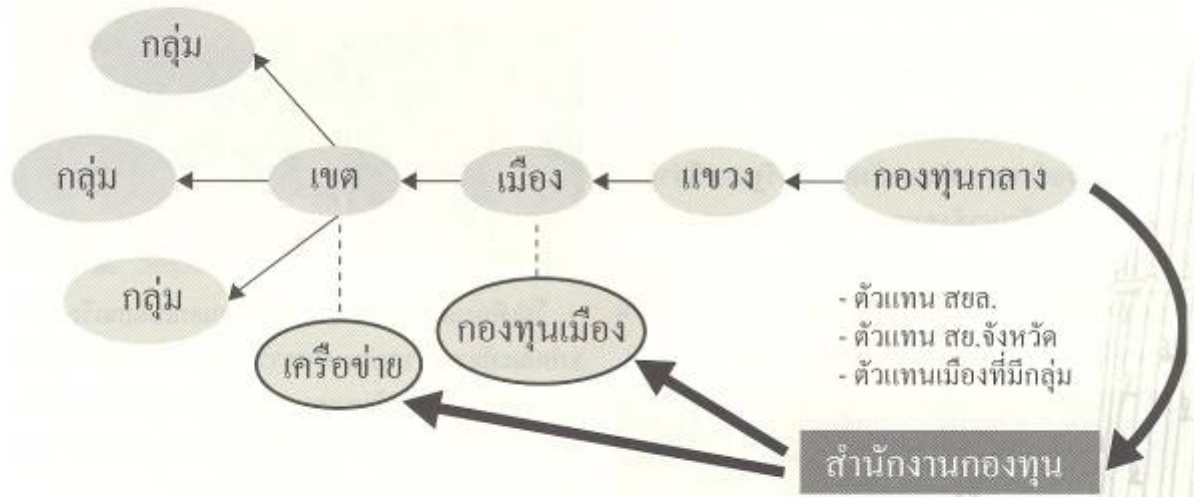 กลุ่ม
กลุ่ม
เขต
เมือง
แขวง
กองทุนกลาง
กลุ่ม
เครือข่าย
กองทุนเมือง
- ตัวแทน สยล.
- ตัวแทน สย.จังหวัด
- ตัวแทนเมืองที่มีกลุ่ม
สำนักงานกองทุน